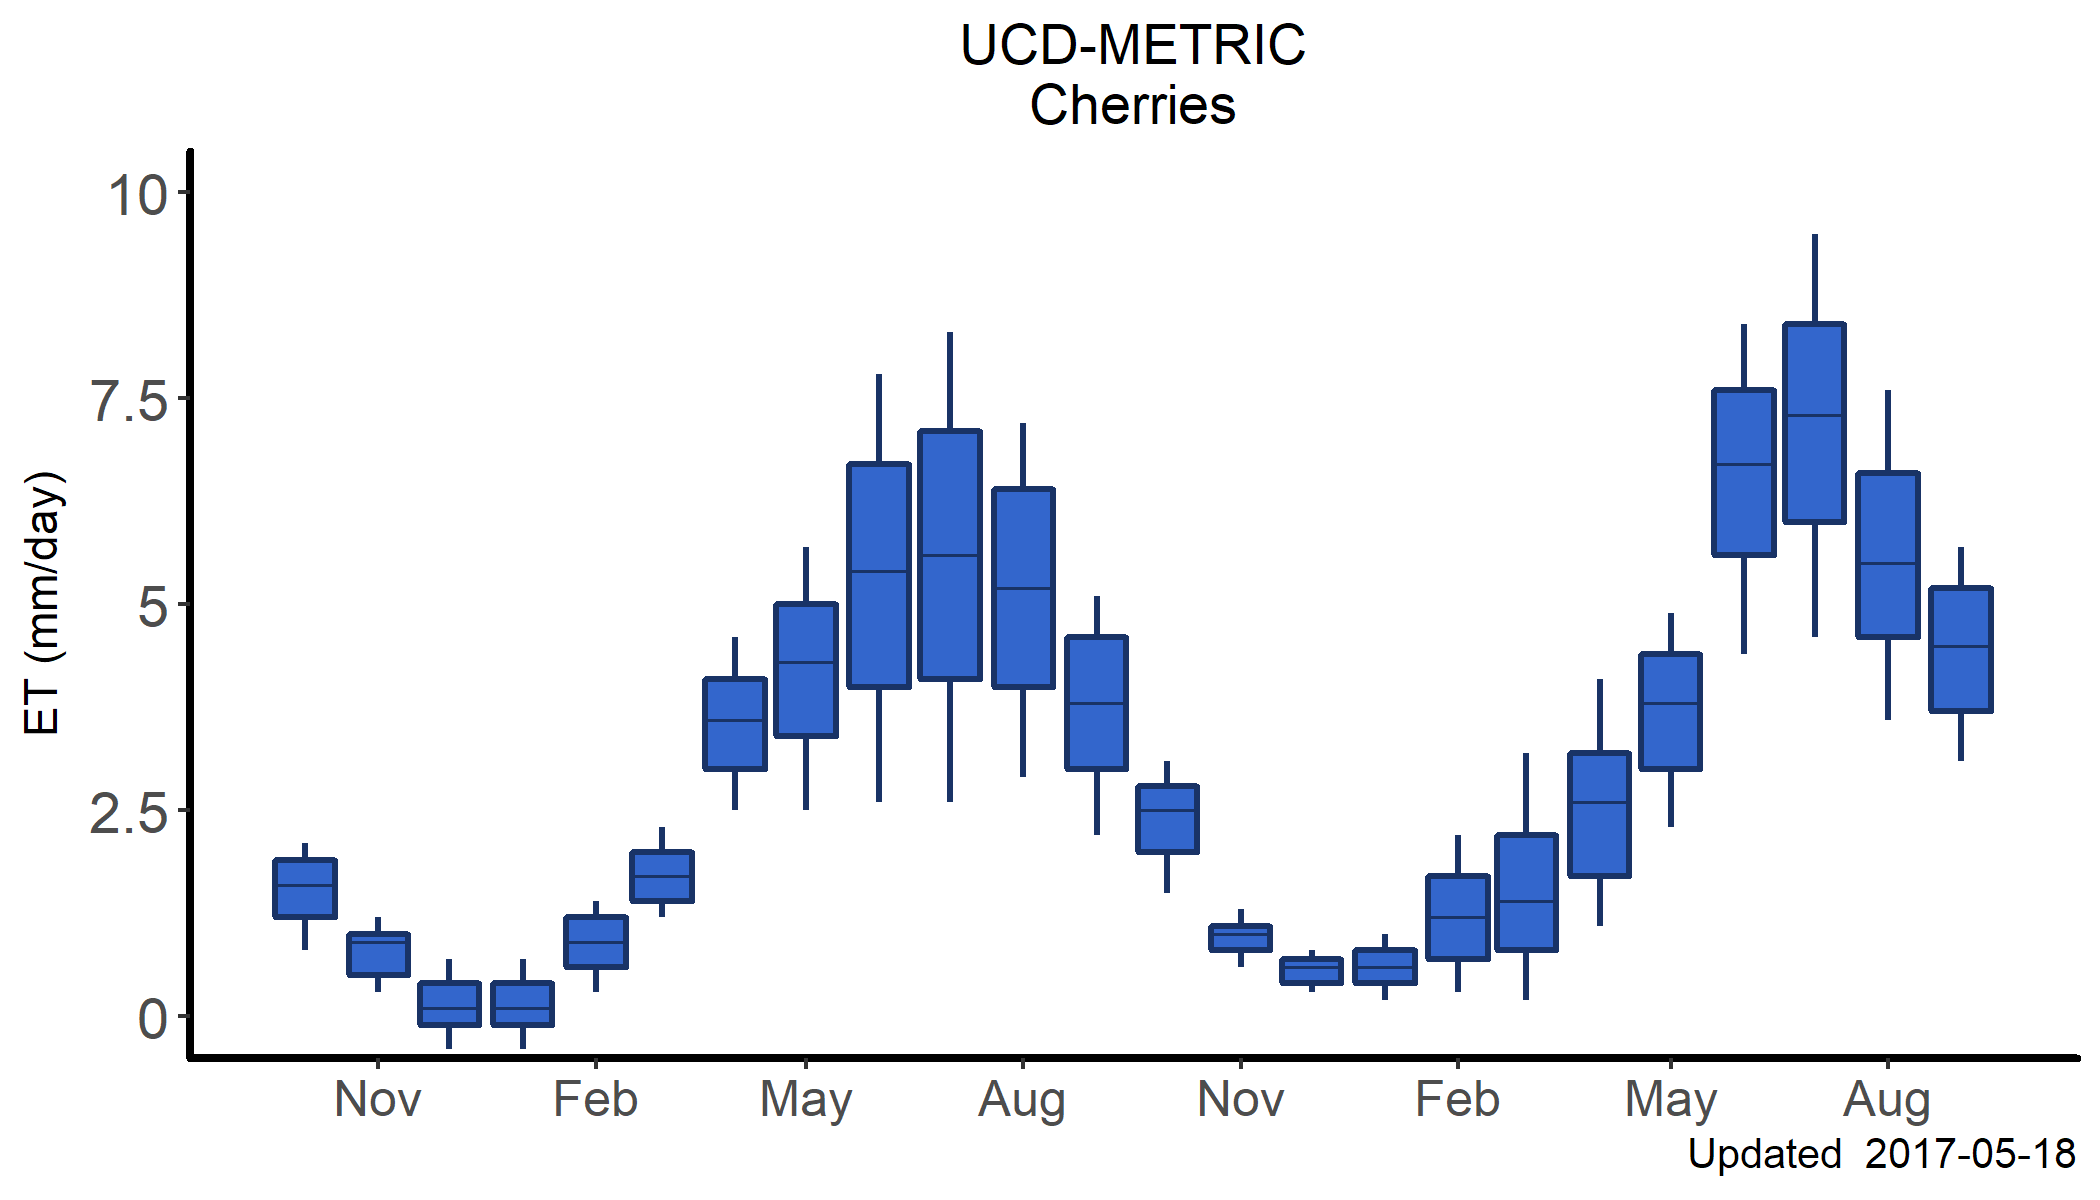 UCD-METRIC
Cherries
10
7.5
5
2.5
0
ET (mm/day)
Nov Feb May Aug Nov Feb May Aug
Updated 2017-05-18